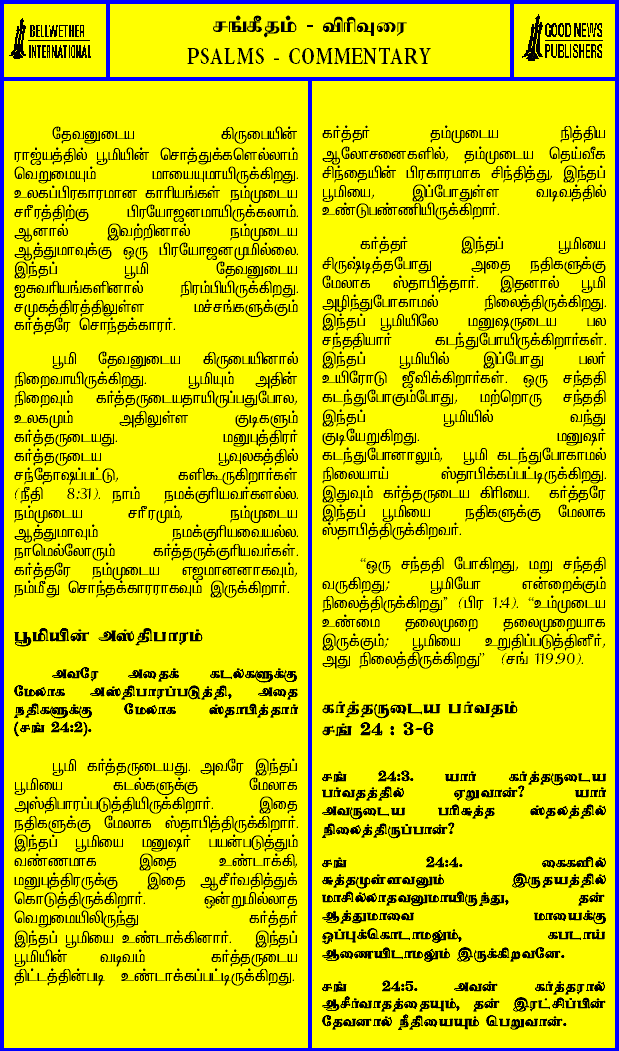 BELLWETHER
INTERNATIONAL
சங்கீதம் - விரிவுரை
PSALMS - COMMENTARY
GOOD NEWS
PUBLISHERS
தேவனுடைய கிருபையின்
ராஜ்யத்தில் பூமியின் சொத்துக்களெல்லாம்
வெறுமையும் மாயையுமாயிருக்கிறது.
உலகப்பிரகாரமான காரியங்கள் நம்முடைய
சரீரத்திற்கு பிரயோஜனமாயிருக்கலாம்.
ஆனால் இவற்றினால் நம்முடைய
ஆத்துமாவுக்கு ஒரு பிரயோஜனமுமில்லை.
இந்தப் பூமி தேவனுடைய
ஐசுவரியங்களினால் நிரம்பியிருக்கிறது.
சமுகத்திரத்திலுள்ள மச்சங்களுக்கும்
கர்த்தரே சொந்தக்காரர்.
பூமி தேவனுடைய கிருபையினால்
நிறைவாயிருக்கிறது. பூமியும் அதின்
நிறைவும் கர்த்தருடையதாயிருப்பதுபோல,
உலகமும் அதிலுள்ள குடிகளும்
கர்த்தருடையது. மனுபுத்திரர்
கர்த்தருடைய பூவுலகத்தில்
சந்தோஷப்பட்டு, களிகூருகிறார்கள்
(நீதி 8:31). நாம் நமக்குரியவர்களல்ல.
நம்முடைய சரீரமும், நம்முடைய
ஆத்துமாவும் நமக்குரியவையல்ல.
நாமெல்லோரும் கர்த்தருக்குரியவர்கள்.
கர்த்தரே நம்முடைய எஜமானனாகவும்,
நம்மீது சொந்தக்காரராகவும் இருக்கிறார்.
பூமியின் அஸ்திபாரம்
அவரே அதைக் கடல்களுக்கு
மேலாக அஸ்திபாரப்படுத்தி, அதை
நதிகளுக்கு மேலாக ஸ்தாபித்தார்
(சங் 24:2).
பூமி கர்த்தருடையது. அவரே இந்தப்
பூமியை கடல்களுக்கு மேலாக
அஸ்திபாரப்படுத்தியிருக்கிறார். இதை
நதிகளுக்கு மேலாக ஸ்தாபித்திருக்கிறார்.
இந்தப் பூமியை மனுஷர் பயன்படுத்தும்
வண்ணமாக இதை உண்டாக்கி,
மனுபுத்திரருக்கு இதை ஆசீர்வதித்துக்
கொடுத்திருக்கிறார். ஒன்றுமில்லாத
வெறுமையிலிருந்து கர்த்தர்
இந்தப் பூமியை உண்டாக்கினார். இந்தப்
பூமியின் வடிவம் கர்த்தருடைய
திட்டத்தின்படி உண்டாக்கப்பட்டிருக்கிறது.
கர்த்தர் தம்முடைய நித்திய
ஆலோசனைகளில், தம்முடைய தெய்வீக
சிந்தையின் பிரகாரமாக சிந்தித்து, இந்தப்
பூமியை, இப்போதுள்ள வடிவத்தில்
உண்டுபண்ணியிருக்கிறார்.
கர்த்தர் இந்தப் பூமியை
சிருஷ்டித்தபோது அதை நதிகளுக்கு
மேலாக ஸ்தாபித்தார். இதனால் பூமி
அழிந்துபோகாமல் நிலைத்திருக்கிறது.
இந்தப் பூமியிலே மனுஷருடைய பல
சந்ததியார் கடந்துபோயிருக்கிறார்கள்.
இந்தப் பூமியில் இப்போது பலர்
உயிரோடு ஜீவிக்கிறார்கள். ஒரு சந்ததி
கடந்துபோகும்போது, மற்றொரு சந்ததி
இந்தப் பூமியில் வந்து
குடியேறுகிறது. மனுஷர்
கடந்துபோனாலும், பூமி கடந்துபோகாமல்
நிலையாய் ஸ்தாபிக்கப்பட்டிருக்கிறது.
இதுவும் கர்த்தருடைய கிரியை. கர்த்தரே
இந்தப் பூமியை நதிகளுக்கு மேலாக
ஸ்தாபித்திருக்கிறவர்.
“ஒரு சந்ததி போகிறது, மறு சந்ததி
வருகிறது; பூமியோ என்றைக்கும்
நிலைத்திருக்கிறது” (பிர 1:4). “உம்முடைய
உண்மை தலைமுறை தலைமுறையாக
இருக்கும்; பூமியை உறுதிப்படுத்தினீர்,
அது நிலைத்திருக்கிறது” (சங் 119:90).
கர்த்தருடைய பர்வதம்
சங் 24 : 3-6
சங் 24:3. யார் கர்த்தருடைய
பர்வதத்தில் ஏறுவான்? யார்
அவருடைய பரிசுத்த ஸ்தலத்தில்
நிலைத்திருப்பான்?
சங் 24:4. கைகளில்
சுத்தமுள்ளவனும் இருதயத்தில்
மாசில்லாதவனுமாயிருந்து, தன்
ஆத்துமாவை மாயைக்கு
ஒப்புக்கொடாமலும், கபடாய்
ஆணையிடாமலும் இருக்கிறவனே.
சங் 24:5. அவன் கர்த்தரால்
ஆசீர்வாதத்தையும், தன் இரட்சிப்பின்
தேவனால் நீதியையும் பெறுவான்.